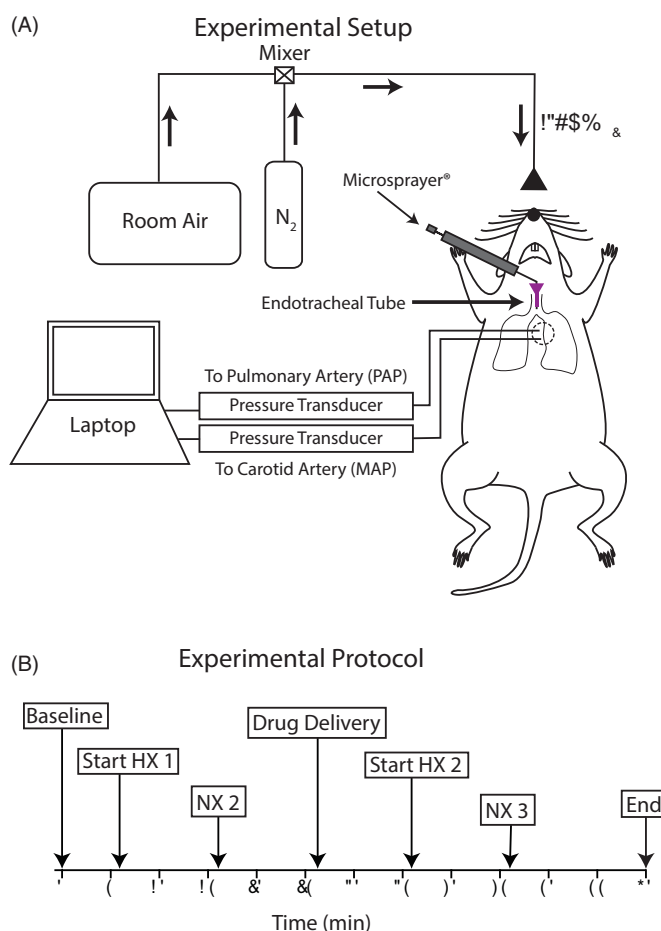 (A)
Experimental Setup
Mixer
!"#$% &
Microsprayer®
Room Air
N2
Endotracheal Tube
To Pulmonary Artery (PAP)
Pressure Transducer
Laptop
Pressure Transducer
To Carotid Artery (MAP)
(B)
Experimental Protocol
Baseline
Drug Delivery
Start HX 1
Start HX 2
NX 2
NX 3
End
' ( !' !( &' &( "' "( )' )( (' (( *'
Time (min)